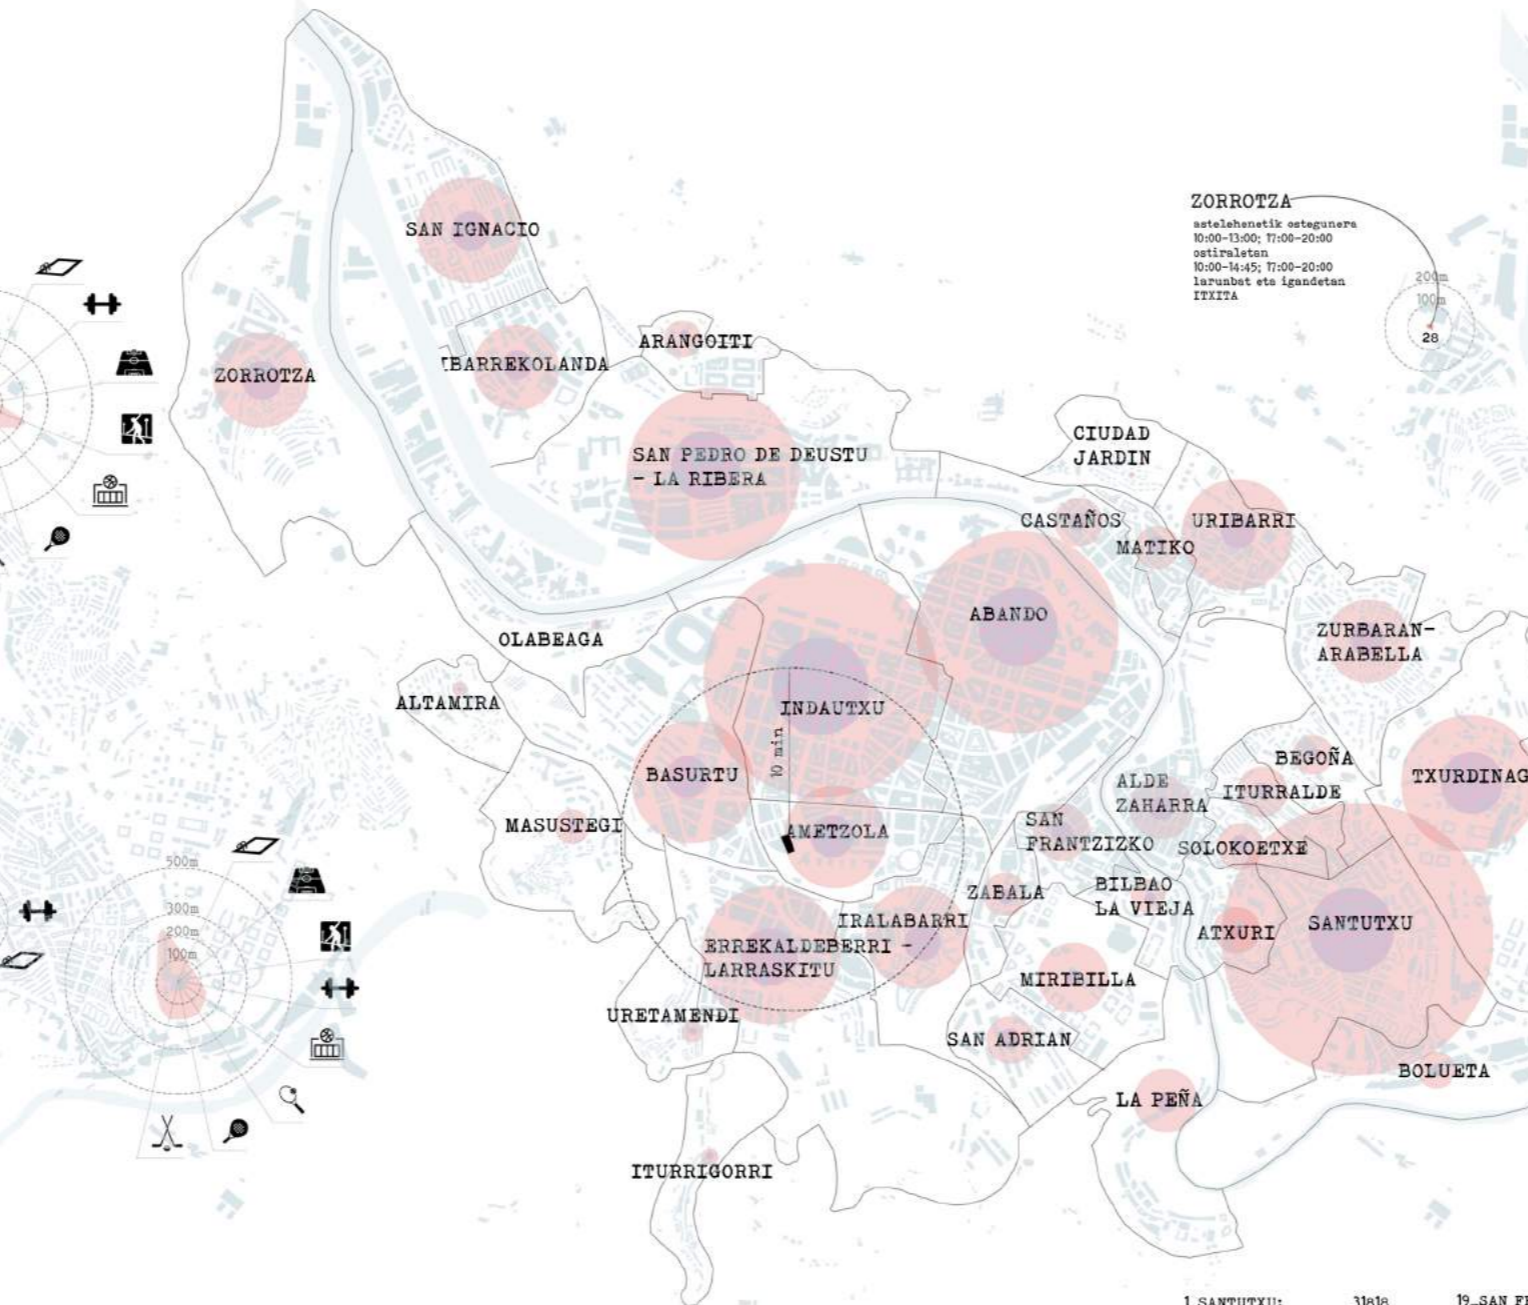 ZORROTZA
astelehenetik ostegunera
10:00-13:00; 17:00-20:00
ostiraletan
10:00-14:45; 17:00-20:00
larunbat eta igandetan
ITXITA
200m
100m
28
SAN IGNACIO
ARANGOITI
IBARREKOLANDA
ZORROTZA
CIUDAD
JARDIN
SAN PEDRO DE DEUSTU
- LA RIBERA
CASTAÑOS
URIBARRI
MATIKO
ABANDO
OLABEAGA
ZURBARAN-
ARABELLA
ALTAMIRA
INDAUTXU
10 min
BEGOÑA
BASURTU
TXURDINAG
ALDE
ZAHARRA
ITURRALDE
MASUSTEGI
AMETZOLA
SAN
FRANTZIZKO
SOLOKOETXE
500m
300m
200m
100m
ZABALA
BILBAO
LA VIEJA
IRALABARRI
ATXURI
SANTUTXU
ERREKALDEBERRI -
LARRASKITU
MIRIBILLA
URETAMENDI
SAN ADRIAN
BOLUETA
LA PEÑA
ITURRIGORRI
1_SANTUTXU: 31818 19_SAN FR